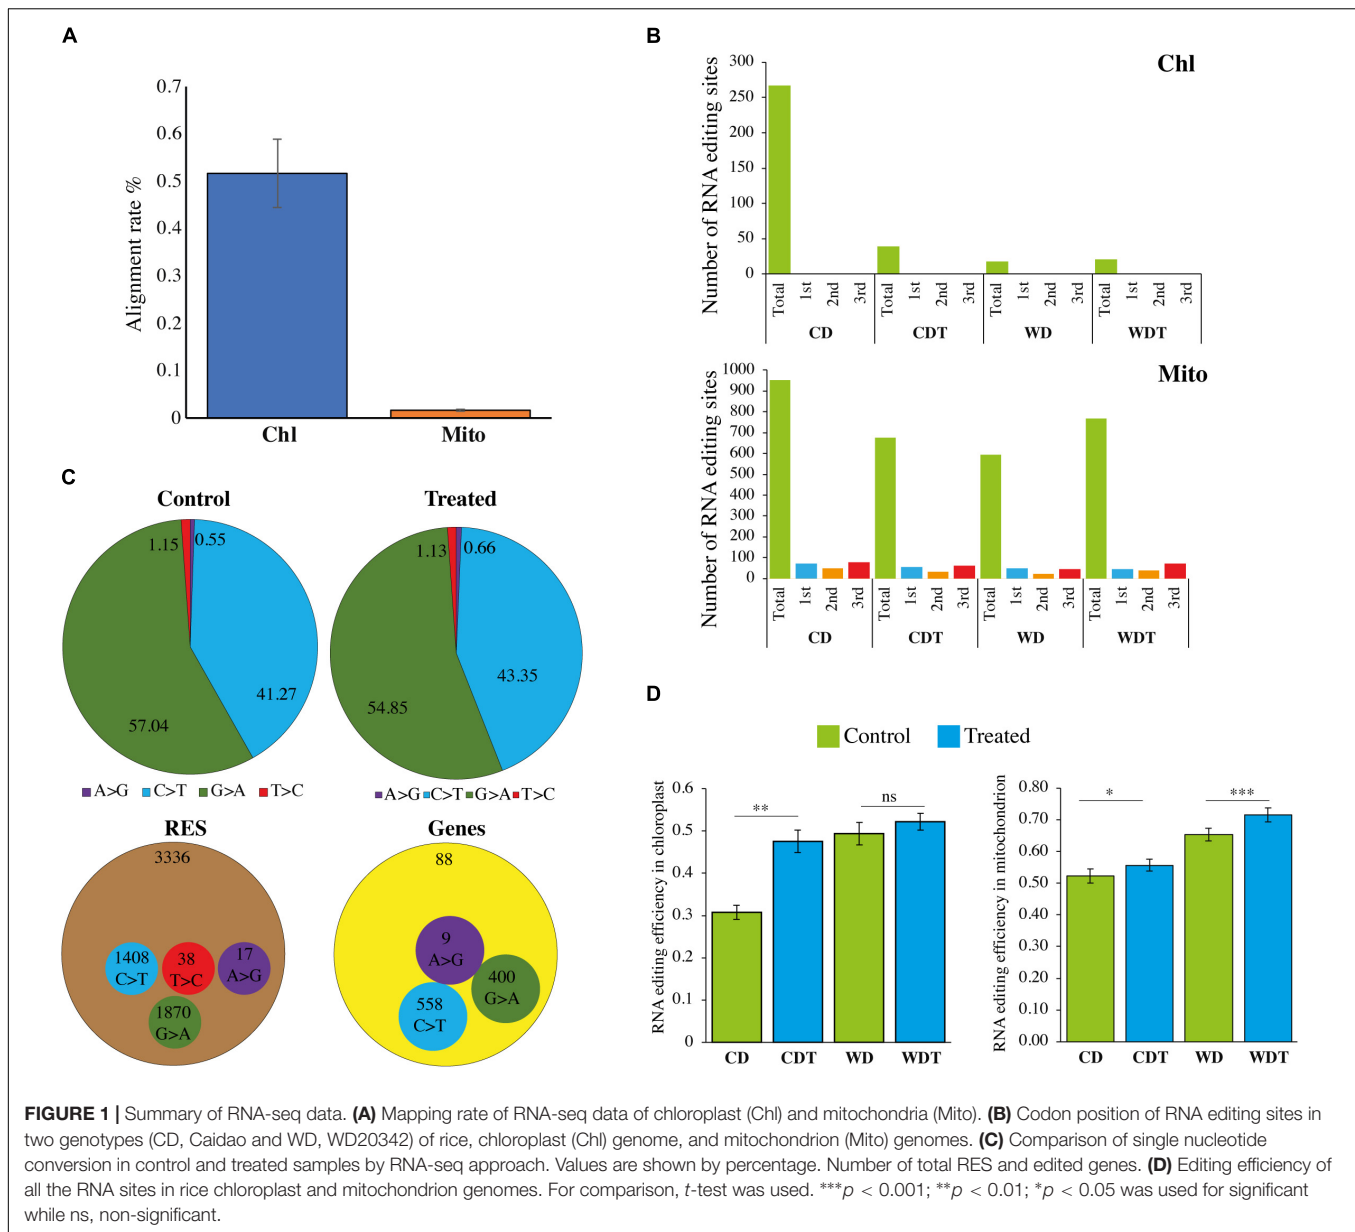 A
Alignment rate %
0.7
0.6
0.5
0.4
0.3
0.2
0.1
0
Chl
Mito
B
Chl
Number of RNA editing sites
300
250
200
150
100
50
0
Total 1st 2nd 3rd Total 1st 2nd 3rd Total 1st 2nd 3rd Total 1st 2nd 3rd
CD CDT WD WDT
Mito
Number of RNA editing sites
1000
900
800
700
600
500
400
300
200
100
0
Total 1st 2nd 3rd Total 1st 2nd 3rd Total 1st 2nd 3rd Total 1st 2nd 3rd
CD CDT WD WDT
C
Control
1.15 0.55
41.27
57.04
A>G C>T G>A T>C
Treated
1.13 0.66
43.35
54.85
A>G C>T G>A T>C
RES
3336
1408
C>T
38
T>C
17
A>G
1870
G>A
Genes
88
9
A>G
400
G>A
558
C>T
D
Control Treated
RNA editing efficiency in chloroplast
0.6
0.5
0.4
0.3
0.2
0.1
0
**
ns
CD CDT WD WDT
RNA editing efficiency in mitochondrion
0.80
0.70
0.60
0.50
0.40
0.30
0.20
0.10
0.00
*
***
CD CDT WD WDT
FIGURE 1 | Summary of RNA-seq data. (A) Mapping rate of RNA-seq data of chloroplast (Chl) and mitochondria (Mito). (B) Codon position of RNA editing sites in
two genotypes (CD, Caidao and WD, WD20342) of rice, chloroplast (Chl) genome, and mitochondrion (Mito) genomes. (C) Comparison of single nucleotide
conversion in control and treated samples by RNA-seq approach. Values are shown by percentage. Number of total RES and edited genes. (D) Editing efficiency of
all the RNA sites in rice chloroplast and mitochondrion genomes. For comparison, t-test was used. ***p < 0.001; **p < 0.01; *p < 0.05 was used for significant
while ns, non-significant.